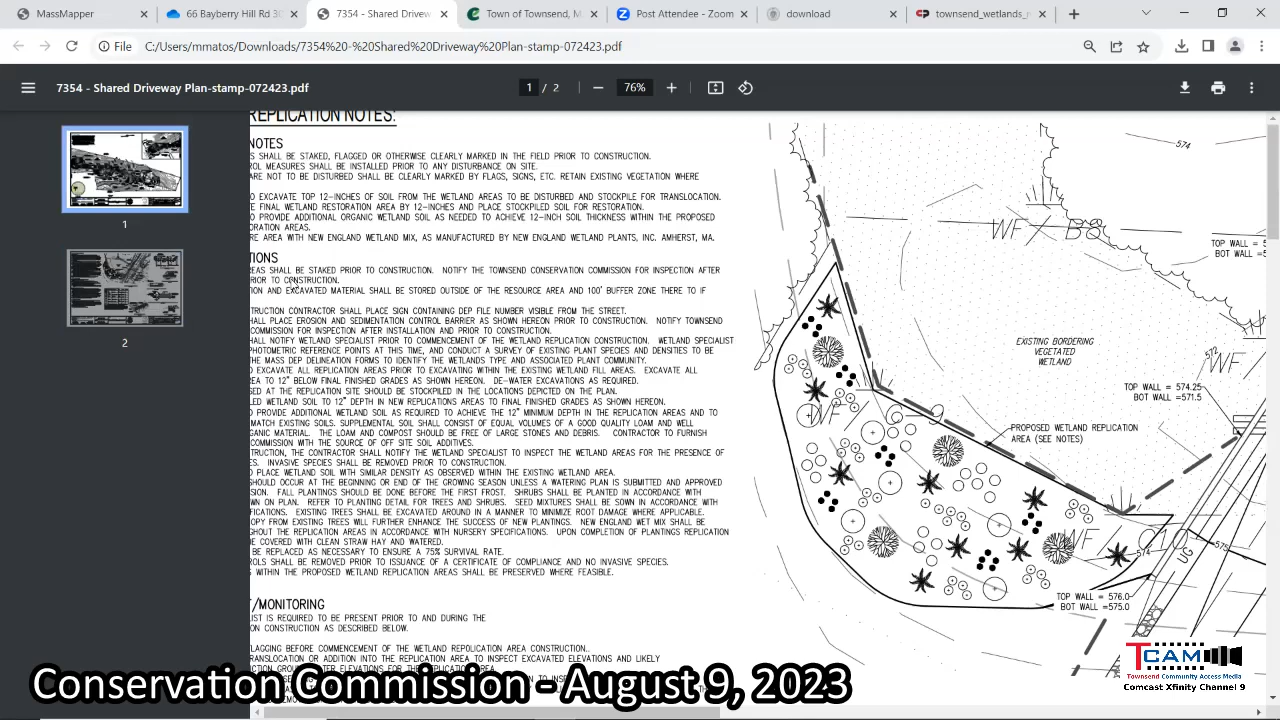 MassMapper
66 Bayberry Hill Rd 3
7354 - Shared Drivew
Town of Townsend, M
Post Attendee - Zoom
download
townsend_wetlands_r
File
C:/Users/mmatos/Downloads/7354%20-%20Shared%20Driveway%20Plan-stamp-072423.pdf
7354 - Shared Driveway Plan-stamp-072423.pdf
1 / 2
76%
1
2
REPLICATION NOTES:
NOTES
S SHALL BE STAKED, FLAGGED OR OTHERWISE CLEARLY MARKED IN THE FIELD PRIOR TO CONSTRUCTION.
ROL MEASURES SHALL BE INSTALLED PRIOR TO ANY DISTURBANCE ON SITE.
ARE NOT TO BE DISTURBED SHALL BE CLEARLY MARKED BY FLAGS, SIGNS, ETC. RETAIN EXISTING VEGETATION WHERE
O EXCAVATE TOP 12-INCHES OF SOIL FROM THE WETLAND AREAS TO BE DISTURBED AND STOCKPILE FOR TRANSLOCATION.
E FINAL WETLAND RESTORATION AREA BY 12-INCHES AND PLACE STOCKPILED SOIL FOR RESTORATION.
O PROVIDE ADDITIONAL ORGANIC WETLAND SOIL AS NEEDED TO ACHIEVE 12-INCH SOIL THICKNESS WITHIN THE PROPOSED
ORATION AREAS.
RE AREA WITH NEW ENGLAND WETLAND MIX, AS MANUFACTURED BY NEW ENGLAND WETLAND PLANTS, INC. AMHERST, MA.
TIONS
REAS SHALL BE STAKED PRIOR TO CONSTRUCTION. NOTIFY THE TOWNSEND CONSERVATION COMMISSION FOR INSPECTION AFTER
RIOR TO CONSTRUCTION.
ION AND EXCAVATED MATERIAL SHALL BE STORED OUTSIDE OF THE RESOURCE AREA AND 100' BUFFER ZONE THERE TO IF
TRUCTION CONTRACTOR SHALL PLACE SIGN CONTAINING DEP FILE NUMBER VISIBLE FROM THE STREET.
HALL PLACE EROSION AND SEDIMENTATION CONTROL BARRIER AS SHOWN HEREON PRIOR TO CONSTRUCTION. NOTIFY TOWNSEND
COMMISSION FOR INSPECTION AFTER INSTALLATION AND PRIOR TO CONSTRUCTION.
HALL NOTIFY WETLAND SPECIALIST PRIOR TO COMMENCEMENT OF THE WETLAND REPLICATION CONSTRUCTION. WETLAND SPECIALIST
PHOTOMETRIC REFERENCE POINTS AT THIS TIME, AND CONDUCT A SURVEY OF EXISTING PLANT SPECIES AND DENSITIES TO BE
THE MASS DEP DELINEATION FORMS TO IDENTIFY THE WETLANDS TYPE AND ASSOCIATED PLANT COMMUNITY.
O EXCAVATE ALL REPLICATION AREAS PRIOR TO EXCAVATING WITHIN THE EXISTING WETLAND FILL AREAS. EXCAVATE ALL
EA TO 12" BELOW FINAL FINISHED GRADES AS SHOWN HEREON. DE-WATER EXCAVATIONS AS REQUIRED.
SED AT THE REPLICATION SITE SHOULD BE STOCKPILED IN THE LOCATIONS DEPICTED ON THE PLAN.
LED WETLAND SOIL TO 12" DEPTH IN NEW REPLICATIONS AREAS TO FINAL FINISHED GRADES AS SHOWN HEREON.
PROVIDE ADDITIONAL WETLAND SOIL AS REQUIRED TO ACHIEVE THE 12" MINIMUM DEPTH IN THE REPLICATION AREAS AND TO
MATCH EXISTING SOILS. SUPPLEMENTAL SOIL SHALL CONSIST OF EQUAL VOLUMES OF A GOOD QUALITY LOAM AND WELL
GANIC MATERIAL. THE LOAM AND COMPOST SHOULD BE FREE OF LARGE STONES AND DEBRIS. CONTRACTOR TO FURNISH
COMMISSION WITH THE SOURCE OF OFF SITE SOIL ADDITIVES.
TRUCTION, THE CONTRACTOR SHALL NOTIFY THE WETLAND SPECIALIST TO INSPECT THE WETLAND AREAS FOR THE PRESENCE OF
ES. INVASIVE SPECIES SHALL BE REMOVED PRIOR TO CONSTRUCTION.
O PLACE WETLAND SOIL WITH SIMILAR DENSITY AS OBSERVED WITHIN THE EXISTING WETLAND AREA.
SHOULD OCCUR AT THE BEGINNING OR END OF THE GROWING SEASON UNLESS A WATERING PLAN IS SUBMITTED AND APPROVED
SION. FALL PLANTINGS SHOULD BE DONE BEFORE THE FIRST FROST. SHRUBS SHALL BE PLANTED IN ACCORDANCE WITH
WN ON PLAN. REFER TO PLANTING DETAIL FOR TREES AND SHRUBS. SEED MIXTURES SHALL BE SOWN IN ACCORDANCE WITH
FICATIONS. EXISTING TREES SHALL BE EXCAVATED AROUND IN A MANNER TO MINIMIZE ROOT DAMAGE WHERE APPLICABLE.
OPY FROM EXISTING TREES WILL FURTHER ENHANCE THE SUCCESS OF NEW PLANTINGS. NEW ENGLAND WET MIX SHALL BE
GHOUT THE REPLICATION AREAS IN ACCORDANCE WITH NURSERY SPECIFICATIONS. UPON COMPLETION OF PLANTINGS REPLICATION
E COVERED WITH CLEAN STRAW HAY AND WATERED.
BE REPLACED AS NECESSARY TO ENSURE A 75% SURVIVAL RATE.
ROLS SHALL BE REMOVED PRIOR TO ISSUANCE OF A CERTIFICATE OF COMPLIANCE AND NO INVASIVE SPECIES.
S WITHIN THE PROPOSED WETLAND REPLICATION AREAS SHALL BE PRESERVED WHERE FEASIBLE.
T/MONITORING
LIST IS REQUIRED TO BE PRESENT PRIOR TO AND DURING THE
ON CONSTRUCTION AS DESCRIBED BELOW.
FLAGGING BEFORE COMMENCEMENT OF THE WETLAND REPOLICATION AREA CONSTRUCTION..
TRANSLOCATION OR ADDITION INTO THE REPLICATION AREA TO INSPECT EXCAVATED ELEVATIONS AND LIKELY
574
WFX B8
TOP WALL =
BOT WALL =5
EXISTING BORDERING
VEGETATED
WETLAND
572
WF
TOP WALL = 574.25
BOT WALL =571.5
PROPOSED WETLAND REPLICATION
AREA (SEE NOTES)
WF
WF
574
UG
575
TOP WALL = 576.0
BOT WALL =575.0
TCAM
Townsend Community Access Media
Comcast Xfinity Channel 9
Conservation Commission - August 9, 2023